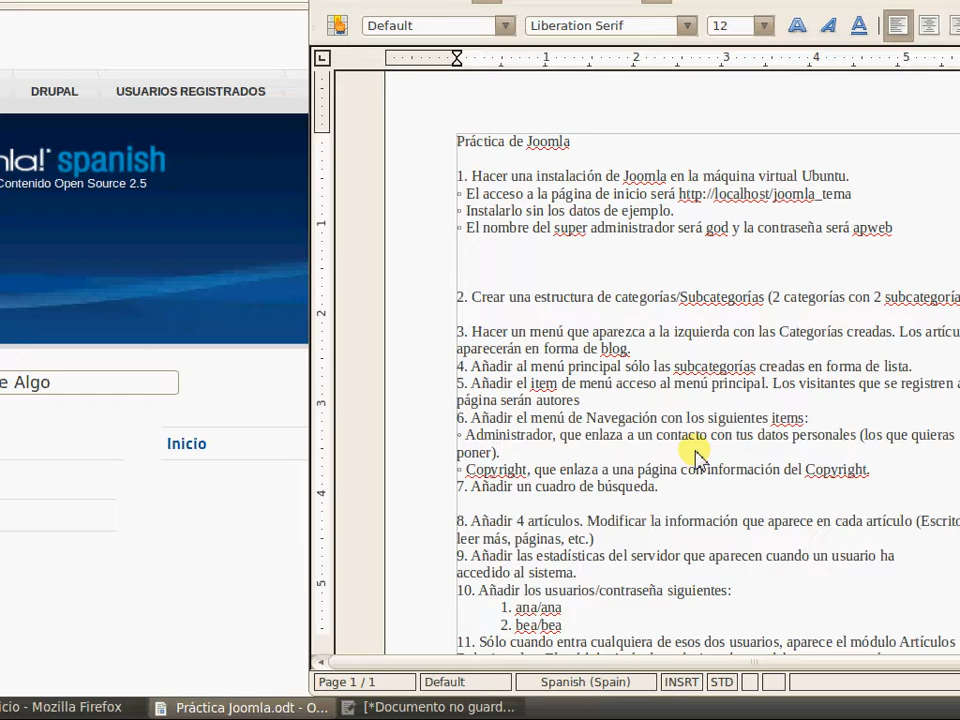 Default
Liberation Serif
12
1
2
3
4
5
DRUPAL
USUARIOS REGISTRADOS
la! spanish
Contenido Open Source 2.5
e Algo
Inicio
1
2
3
4
5
Práctica de Joomla
1. Hacer una instalación de Joomla en la máquina virtual Ubuntu.
▫ El acceso a la página de inicio será http://localhost/joomla_tema
▫ Instalarlo sin los datos de ejemplo.
▫ El nombre del super administrador será god y la contraseña será apweb
2. Crear una estructura de categorías/Subcategorías (2 categorías con 2 subcategoría
3. Hacer un menú que aparezca a la izquierda con las Categorías creadas. Los artícu
aparecerán en forma de blog.
4. Añadir al menú principal sólo las subcategorías creadas en forma de lista.
5. Añadir el item de menú acceso al menú principal. Los visitantes que se registren
página serán autores
6. Añadir el menú de Navegación con los siguientes items:
◦ Administrador, que enlaza a un contacto con tus datos personales (los que quieras
poner).
◦ Copyright, que enlaza a una página con información del Copyright.
7. Añadir un cuadro de búsqueda.
8. Añadir 4 artículos. Modificar la información que aparece en cada artículo (Escrito
leer más, páginas, etc.)
9. Añadir las estadísticas del servidor que aparecen cuando un usuario ha
accedido al sistema.
10. Añadir los usuarios/contraseña siguientes:
1. ana/ana
2. bea/bea
11. Sólo cuando entra cualquiera de esos dos usuarios, aparece el módulo Artículos
Page 1 / 1
Default
Spanish (Spain)
INSRT
STD
icio - Mozilla Firefox
Práctica Joomla.odt - O...
[*Documento no guard...